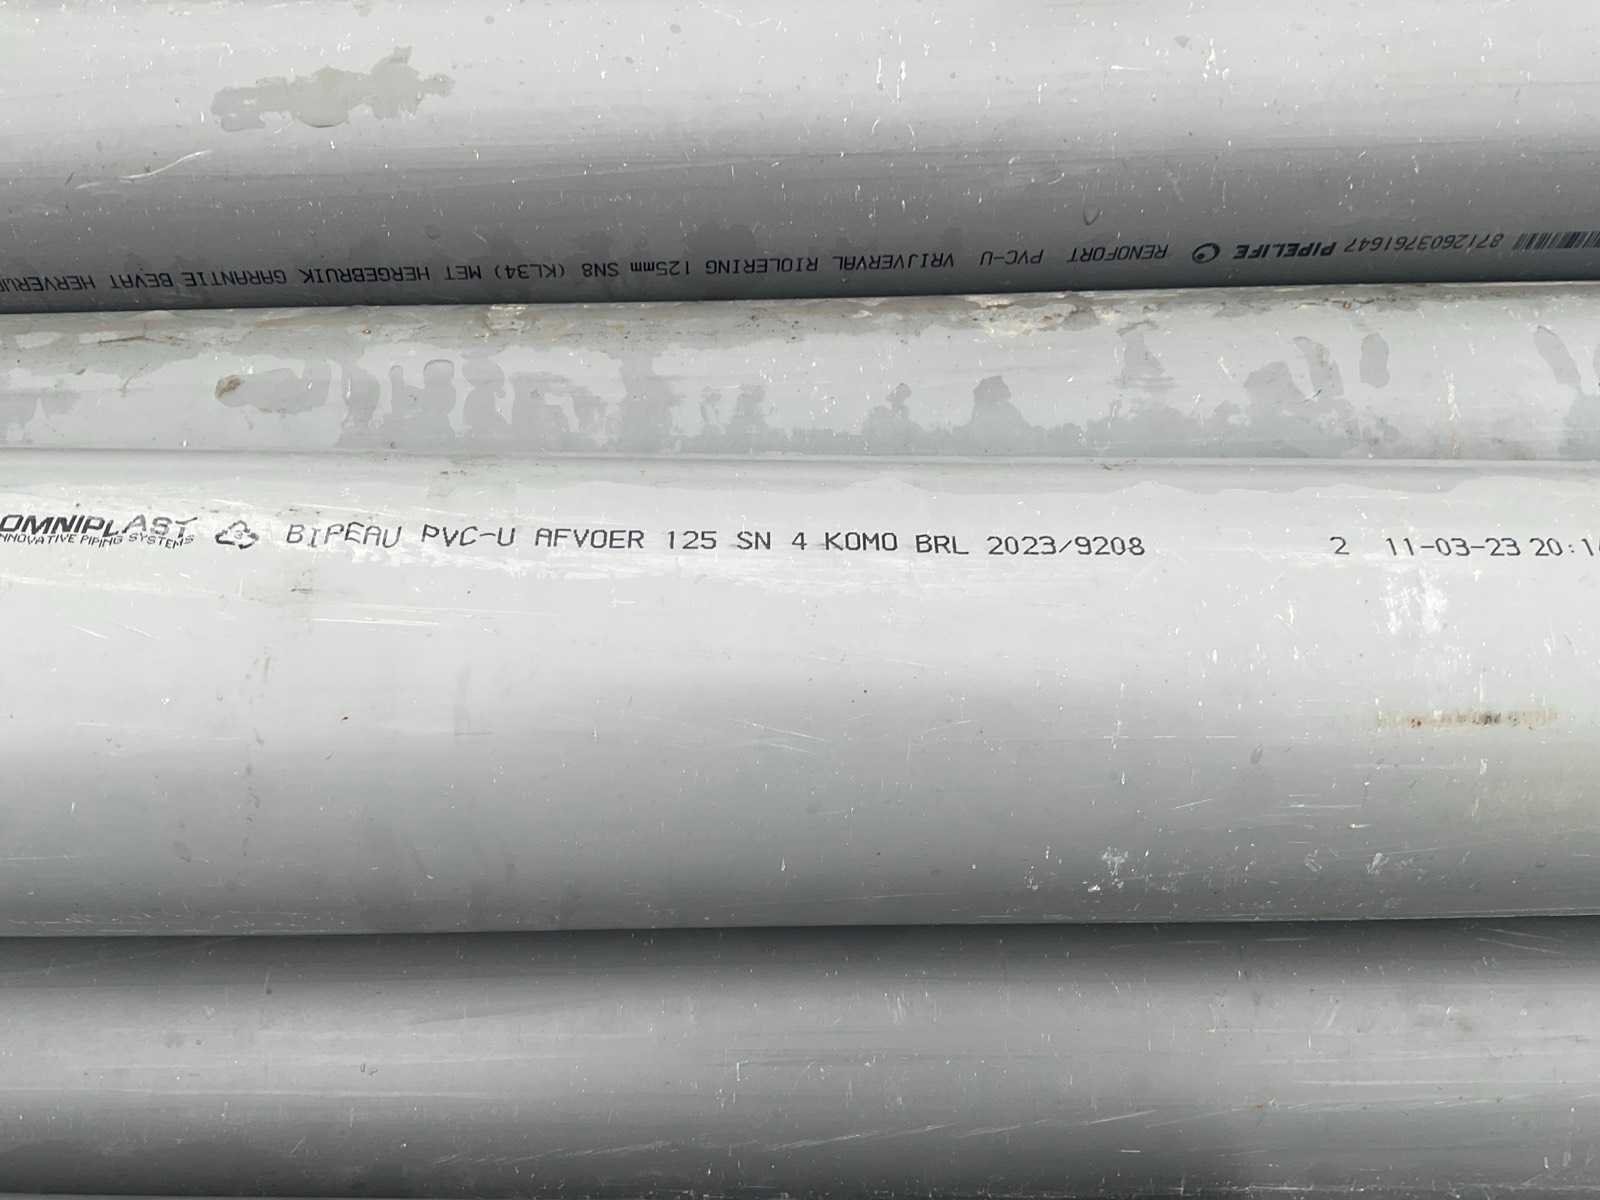 8712603761647 PIPELIFE RENOFORT PVC-U VRIJVERVAL RIOLERING 125mm SN8 (KL34) MET HERGEBRUIK GARANTIE BEVAT
OMNIPLAST BIPEAU PVC-U AFVOER 125 SN 4 KOMO BRL 2023/9208 2 11-03-23
INNOVATIVE PIPING SYSTEMS